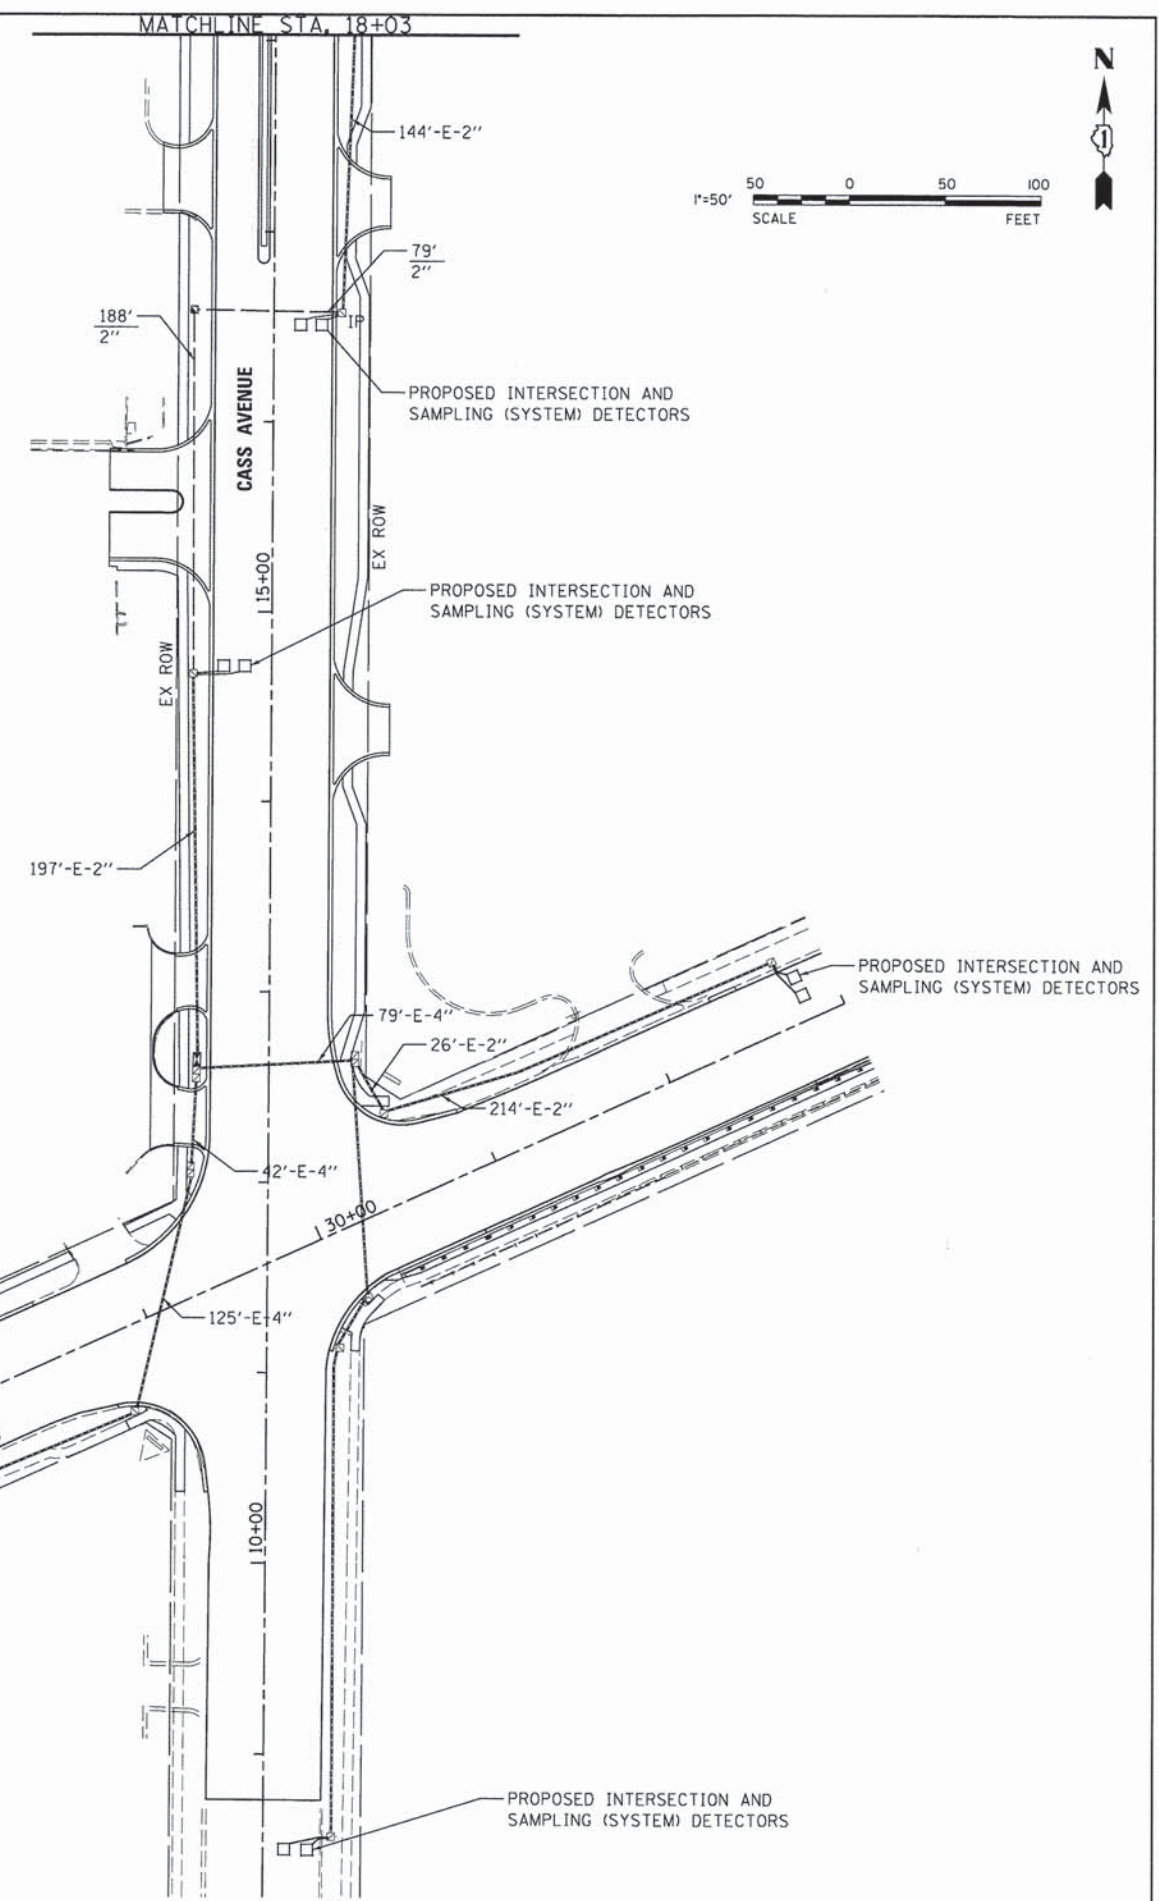 MATCHLINE STA. 18+03
N
1
144'-E-2"
50 0 50 100
1"=50'
SCALE FEET
79'
2"
188'
2"
IP
PROPOSED INTERSECTION AND
SAMPLING (SYSTEM) DETECTORS
CASS AVENUE
EX ROW
15+00
PROPOSED INTERSECTION AND
SAMPLING (SYSTEM) DETECTORS
EX ROW
197'-E-2"
PROPOSED INTERSECTION AND
SAMPLING (SYSTEM) DETECTORS
79'-E-4"
26'-E-2"
214'-E-2"
42'-E-4"
30+00
125'-E-4"
10+00
PROPOSED INTERSECTION AND
SAMPLING (SYSTEM) DETECTORS